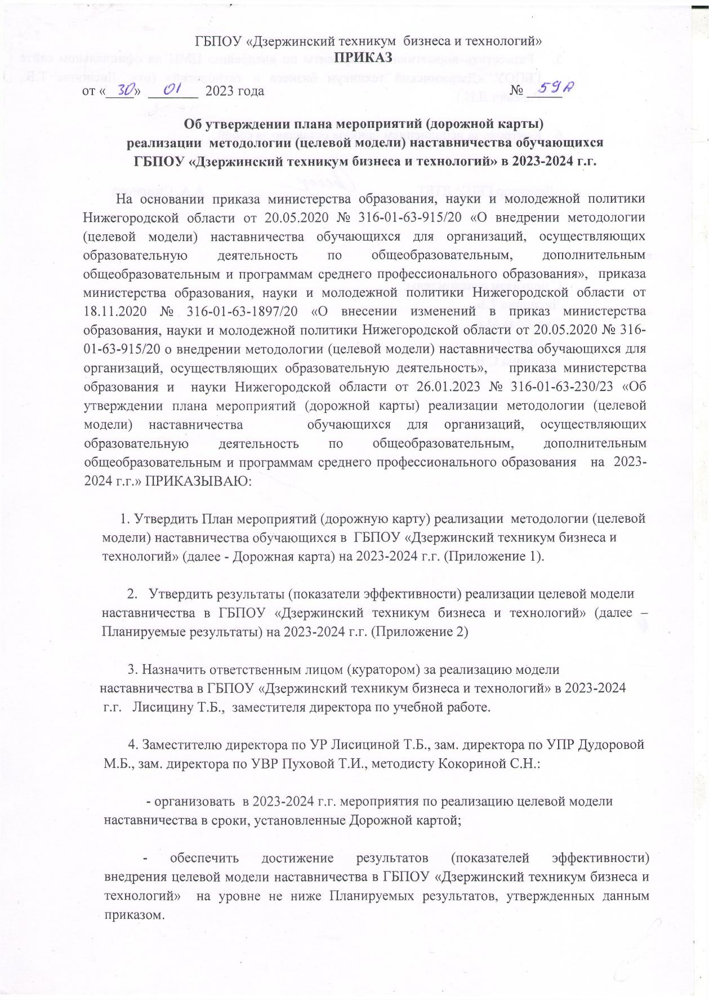 ГБПОУ «Дзержинский техникум бизнеса и технологий»
ПРИКАЗ
от «30» 01 2023 года № 59А
Об утверждении плана мероприятий (дорожной карты)
реализации методологии (целевой модели) наставничества обучающихся
ГБПОУ «Дзержинский техникум бизнеса и технологий» в 2023-2024 г.г.
На основании приказа министерства образования, науки и молодежной политики
Нижегородской области от 20.05.2020 № 316-01-63-915/20 «О внедрении методологии
(целевой модели) наставничества обучающихся для организаций, осуществляющих
образовательную деятельность по общеобразовательным, дополнительным
общеобразовательным и программам среднего профессионального образования», приказа
министерства образования, науки и молодежной политики Нижегородской области от
18.11.2020 № 316-01-63-1897/20 «О внесении изменений в приказ министерства
образования, науки и молодежной политики Нижегородской области от 20.05.2020 № 316-
01-63-915/20 о внедрении методологии (целевой модели) наставничества обучающихся для
организаций, осуществляющих образовательную деятельность», приказа министерства
образования и науки Нижегородской области от 26.01.2023 № 316-01-63-230/23 «Об
утверждении плана мероприятий (дорожной карты) реализации методологии (целевой
модели) наставничества обучающихся для организаций, осуществляющих
образовательную деятельность по общеобразовательным, дополнительным
общеобразовательным и программам среднего профессионального образования на 2023-
2024 г.г.» ПРИКАЗЫВАЮ:
1. Утвердить План мероприятий (дорожную карту) реализации методологии (целевой
модели) наставничества обучающихся в ГБПОУ «Дзержинский техникум бизнеса и
технологий» (далее - Дорожная карта) на 2023-2024 г.г. (Приложение 1).
2. Утвердить результаты (показатели эффективности) реализации целевой модели
наставничества в ГБПОУ «Дзержинский техникум бизнеса и технологий» (далее –
Планируемые результаты) на 2023-2024 г.г. (Приложение 2)
3. Назначить ответственным лицом (куратором) за реализацию модели
наставничества в ГБПОУ «Дзержинский техникум бизнеса и технологий» в 2023-2024
г.г. Лисицину Т.Б., заместителя директора по учебной работе.
4. Заместителю директора по УР Лисициной Т.Б., зам. директора по УПР Дудоровой
М.Б., зам. директора по УВР Пуховой Т.И., методисту Кокориной С.Н.:
- организовать в 2023-2024 г.г. мероприятия по реализацию целевой модели
наставничества в сроки, установленные Дорожной картой;
- обеспечить достижение результатов (показателей эффективности)
внедрения целевой модели наставничества в ГБПОУ «Дзержинский техникум бизнеса и
технологий» на уровне не ниже Планируемых результатов, утвержденных данным
приказом.